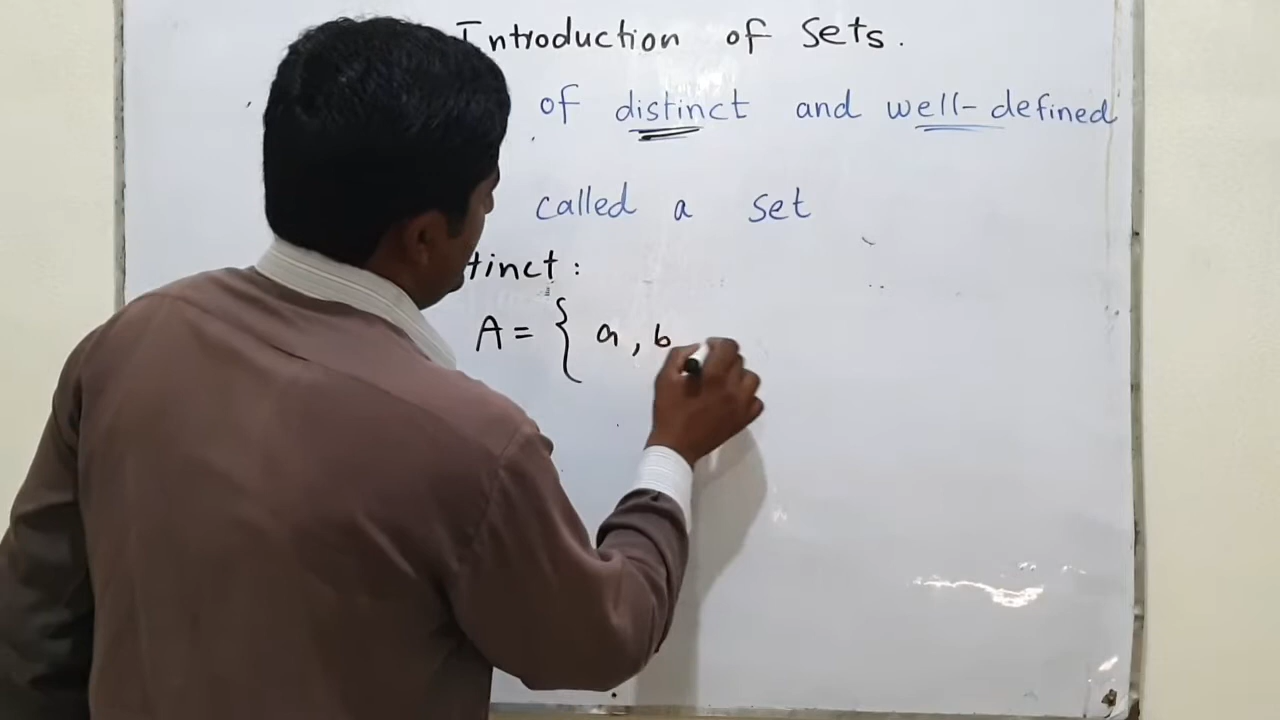 Introduction of Sets.
of distinct and well-defined
called a set
tinct:
A = { a, b